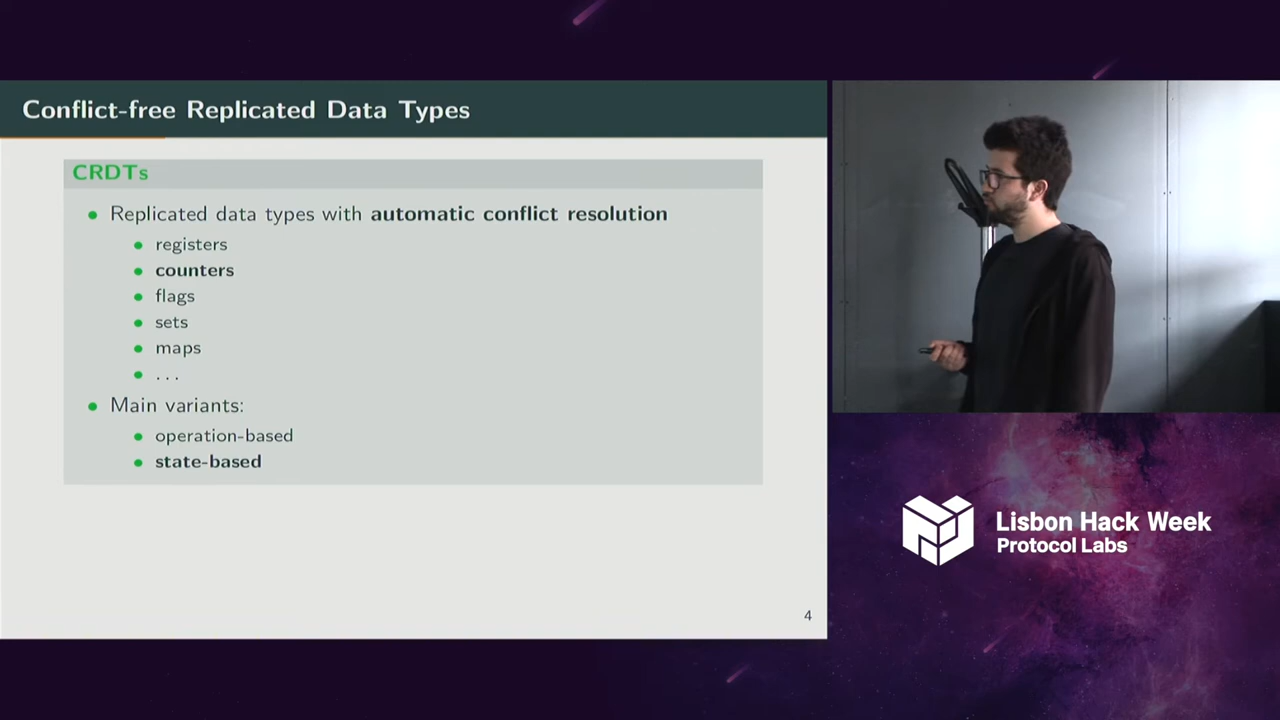 Conflict-free Replicated Data Types
CRDTs
Replicated data types with automatic conflict resolution
registers
counters
flags
sets
maps
...
Main variants:
operation-based
state-based
4
Lisbon Hack Week
Protocol Labs